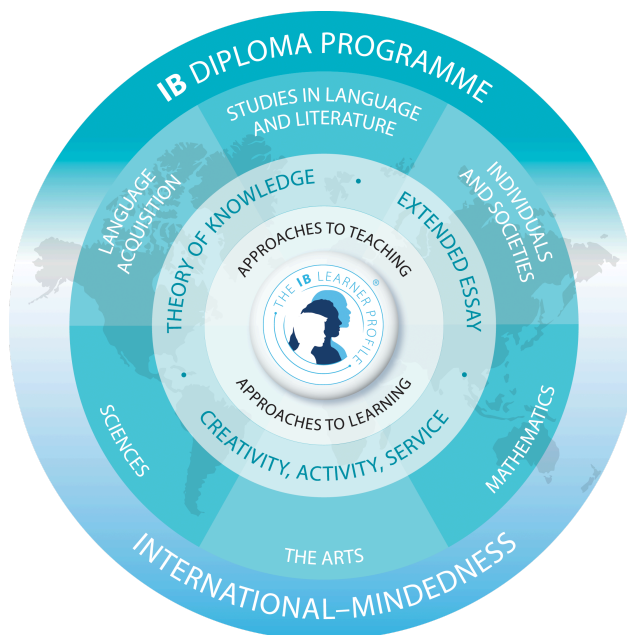 IB DIPLOMA PROGRAMME
STUDIES IN LANGUAGE
AND LITERATURE
LANGUAGE
ACQUISITION
INDIVIDUALS
AND SOCIETIES
THEORY OF KNOWLEDGE
•
EXTENDED ESSAY
•
APPROACHES TO TEACHING
• THE IB LEARNER PROFILE •
®
APPROACHES TO LEARNING
•
CREATIVITY, ACTIVITY, SERVICE
SCIENCES
MATHEMATICS
THE ARTS
INTERNATIONAL–MINDEDNESS